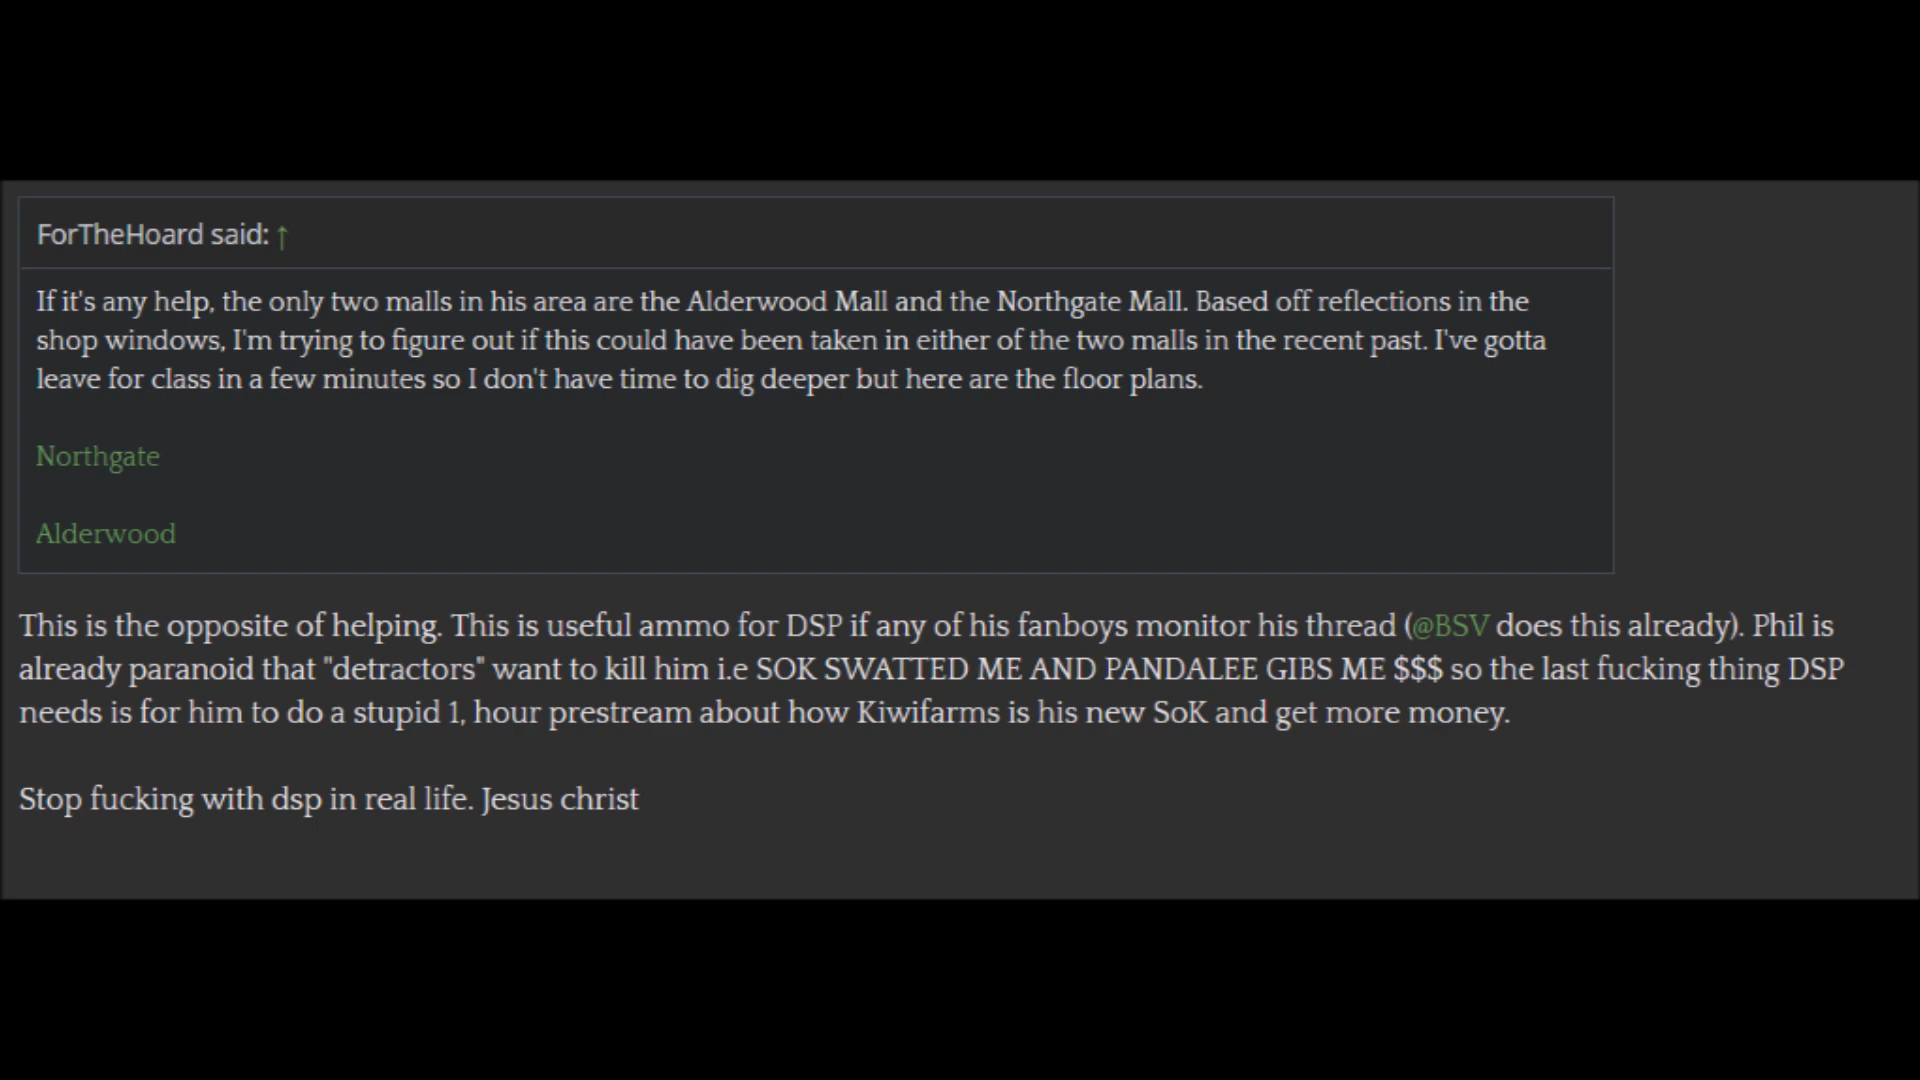 ForTheHoard said: ↑
If it's any help, the only two malls in his area are the Alderwood Mall and the Northgate Mall. Based off reflections in the
shop windows, I'm trying to figure out if this could have been taken in either of the two malls in the recent past. I've gotta
leave for class in a few minutes so I don't have time to dig deeper but here are the floor plans.
Northgate
Alderwood
This is the opposite of helping. This is useful ammo for DSP if any of his fanboys monitor his thread (@BSV does this already). Phil is
already paranoid that "detractors" want to kill him i.e SOK SWATTED ME AND PANDALEE GIBS ME $$$ so the last fucking thing DSP
needs is for him to do a stupid 1, hour prestream about how Kiwifarms is his new SoK and get more money.
Stop fucking with dsp in real life. Jesus christ